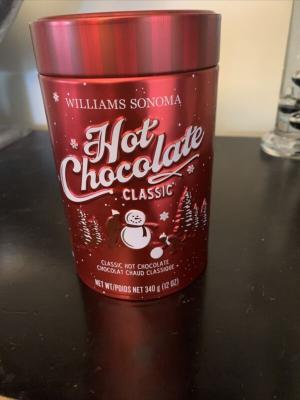 WILLIAMS SONOMA
Hot
Chocolate
CLASSIC
CLASSIC HOT CHOCOLATE
CHOCOLAT CHAUD CLASSIQUE
NET WT/POIDS NET 340 g (12 OZ)